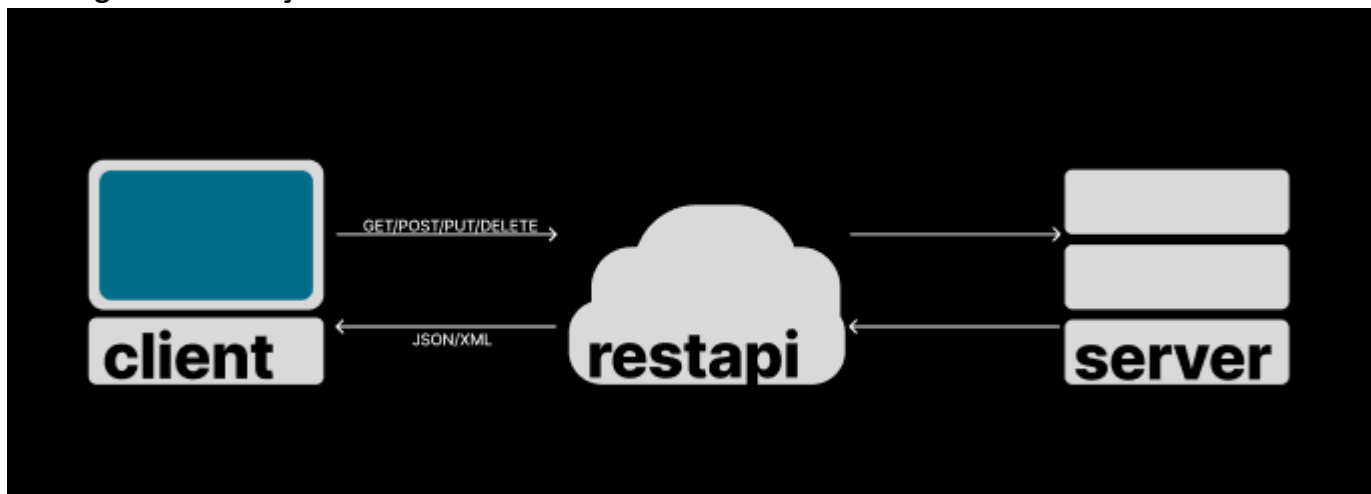 GET/POST/PUT/DELETE
JSON/XML
client
restapi
server